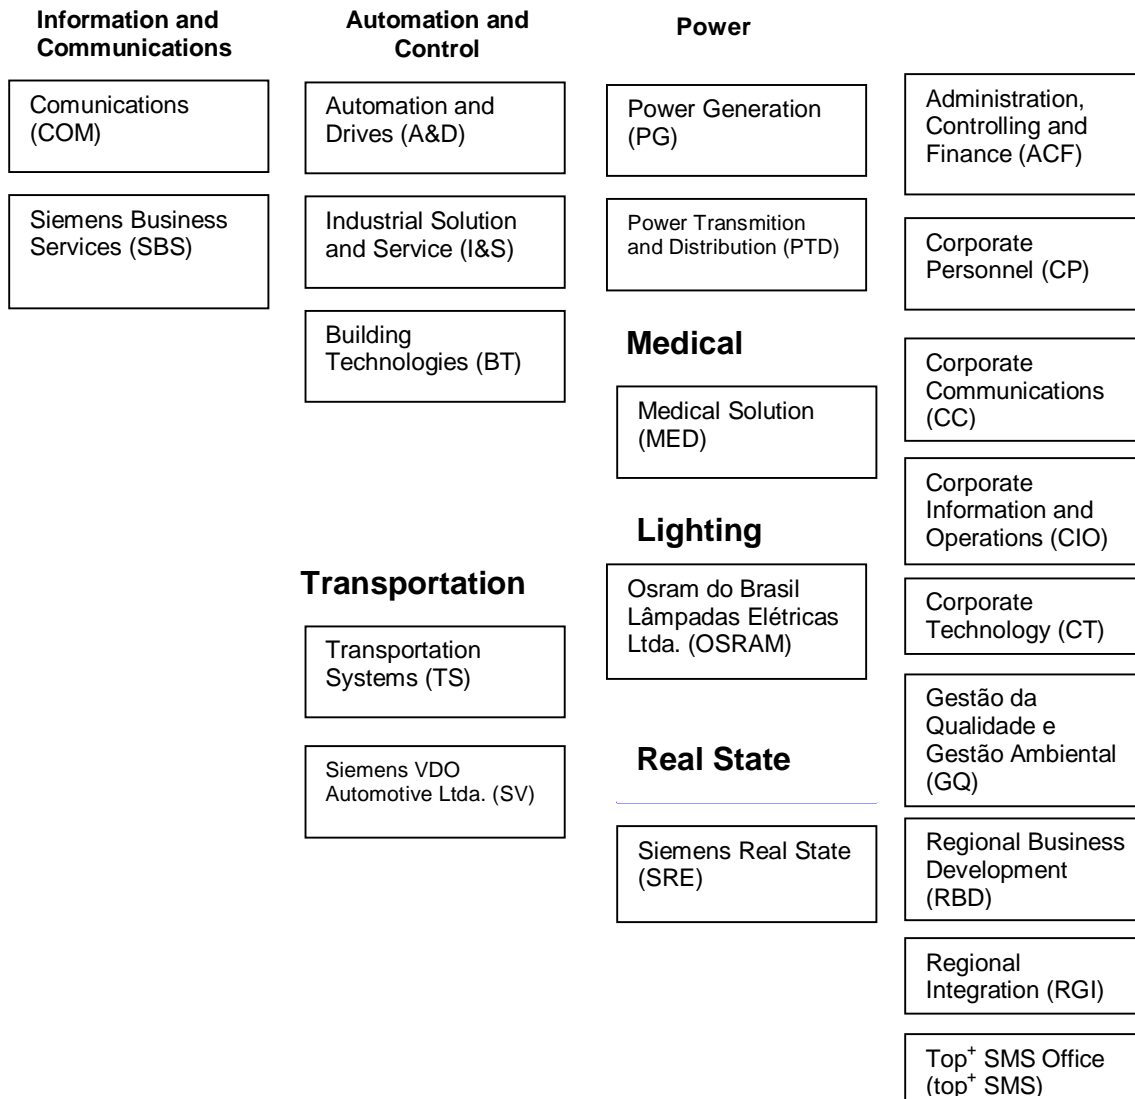 Information and
Communications
Comunications
(COM)
Siemens Business
Services (SBS)
Automation and
Control
Automation and
Drives (A&D)
Industrial Solution
and Service (I&S)
Building
Technologies (BT)
Transportation
Transportation
Systems (TS)
Siemens VDO
Automotive Ltda. (SV)
Power
Power Generation
(PG)
Power Transmition
and Distribution (PTD)
Medical
Medical Solution
(MED)
Lighting
Osram do Brasil
Lâmpadas Elétricas
Ltda. (OSRAM)
Real State
Siemens Real State
(SRE)
Administration,
Controlling and
Finance (ACF)
Corporate
Personnel (CP)
Corporate
Communications
(CC)
Corporate
Information and
Operations (CIO)
Corporate
Technology (CT)
Gestão da
Qualidade e
Gestão Ambiental
(GQ)
Regional Business
Development
(RBD)
Regional
Integration (RGI)
Top+ SMS Office
(top+ SMS)